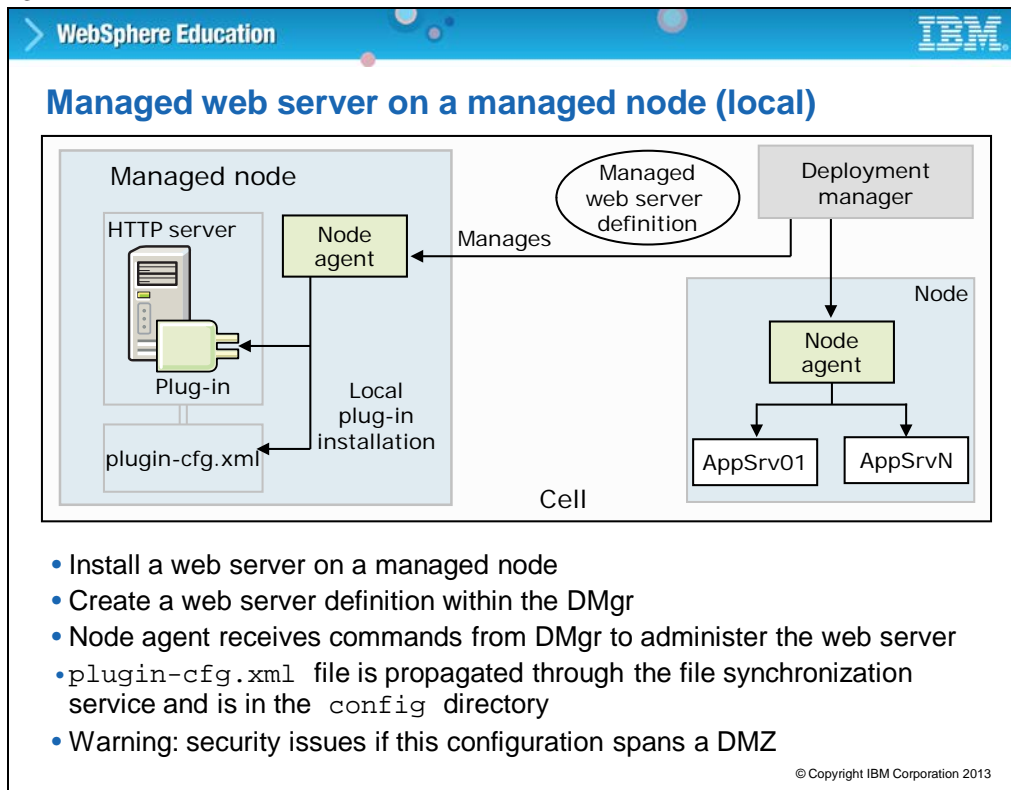 WebSphere Education
IBM
Managed web server on a managed node (local)
Managed node
HTTP server
Plug-in
plugin-cfg.xml
Node
agent
Local
plug-in
installation
Manages
Managed
web server
definition
Deployment
manager
Node
Node
agent
AppSrv01
AppSrvN
Cell
• Install a web server on a managed node
• Create a web server definition within the DMgr
• Node agent receives commands from DMgr to administer the web server
• plugin-cfg.xml file is propagated through the file synchronization
service and is in the config directory
• Warning: security issues if this configuration spans a DMZ
© Copyright IBM Corporation 2013